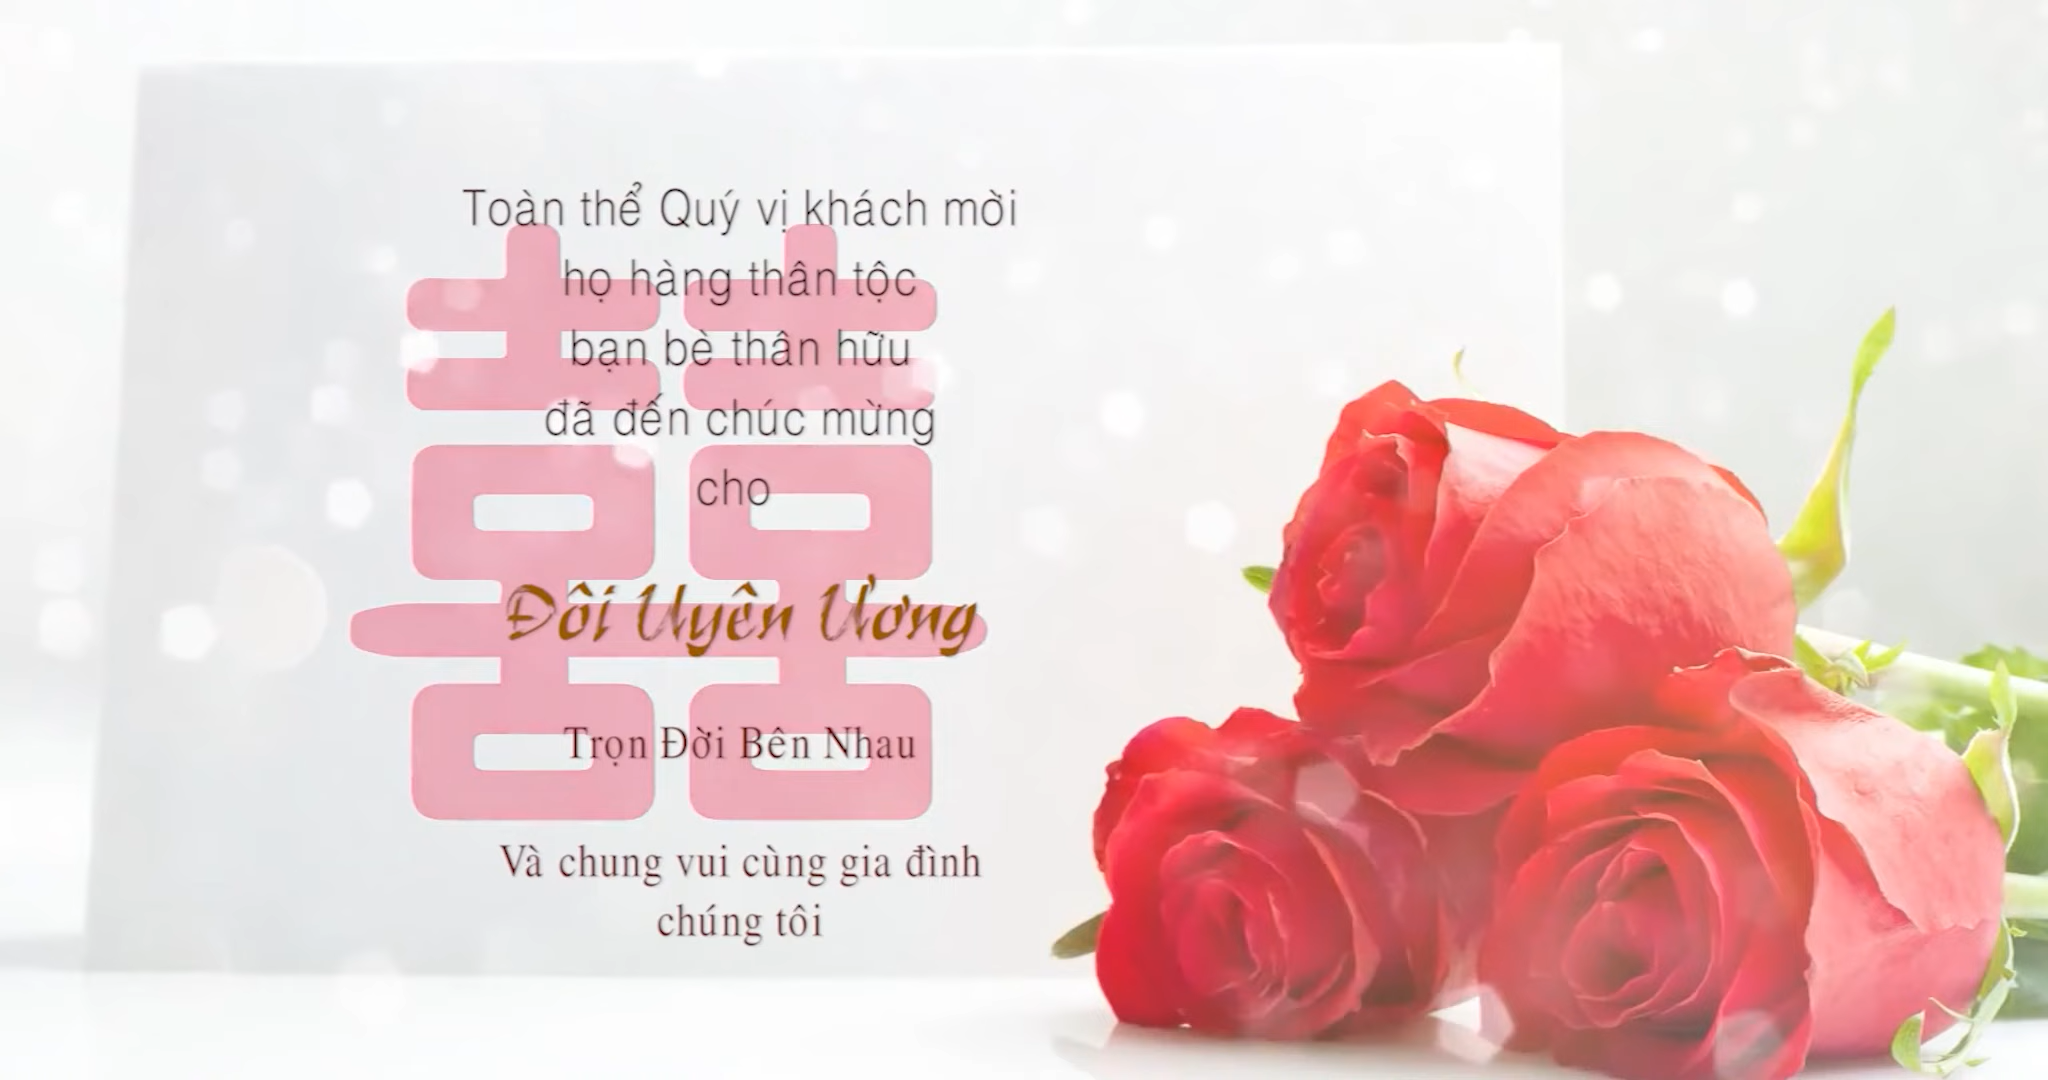 Toàn thể Quý vị khách mời
họ hàng thân tộc
bạn bè thân hữu
đã đến chúc mừng
cho
囍
Đôi Uyên Ương
Trọn Đời Bên Nhau
Và chung vui cùng gia đình
chúng tôi